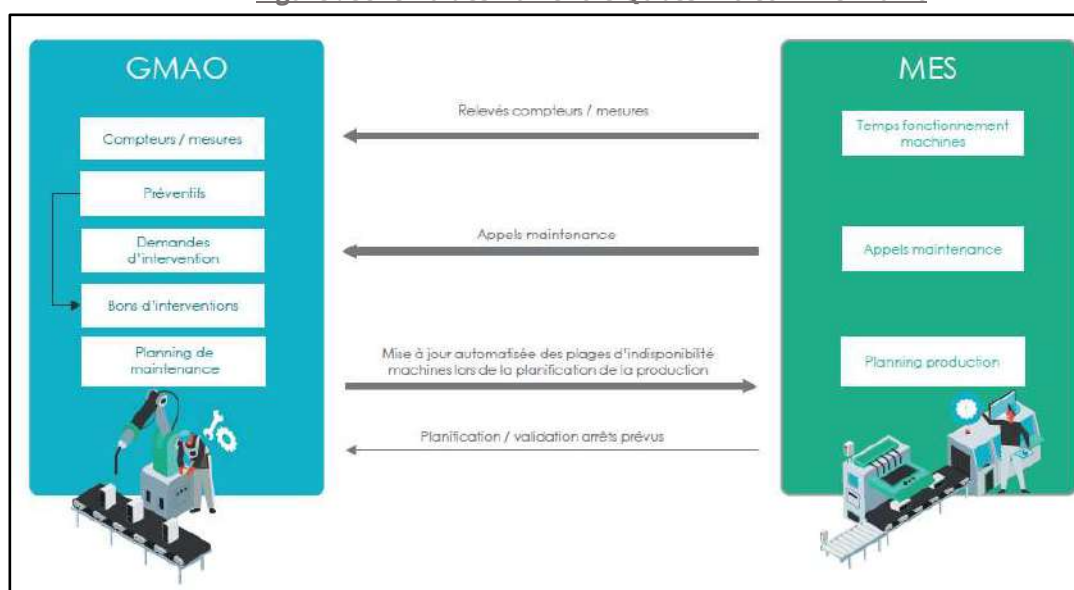 GMAO
Compteurs / mesures
Préventifs
Demandes
d'intervention
Bons d'interventions
Planning de
maintenance
Relevés compteurs / mesures
Appels maintenance
Mise à jour automatisée des plages d'indisponibilité
machines lors de la planification de la production
Planification / validation arrêts prévus
MES
Temps fonctionnement
machines
Appels maintenance
Planning production